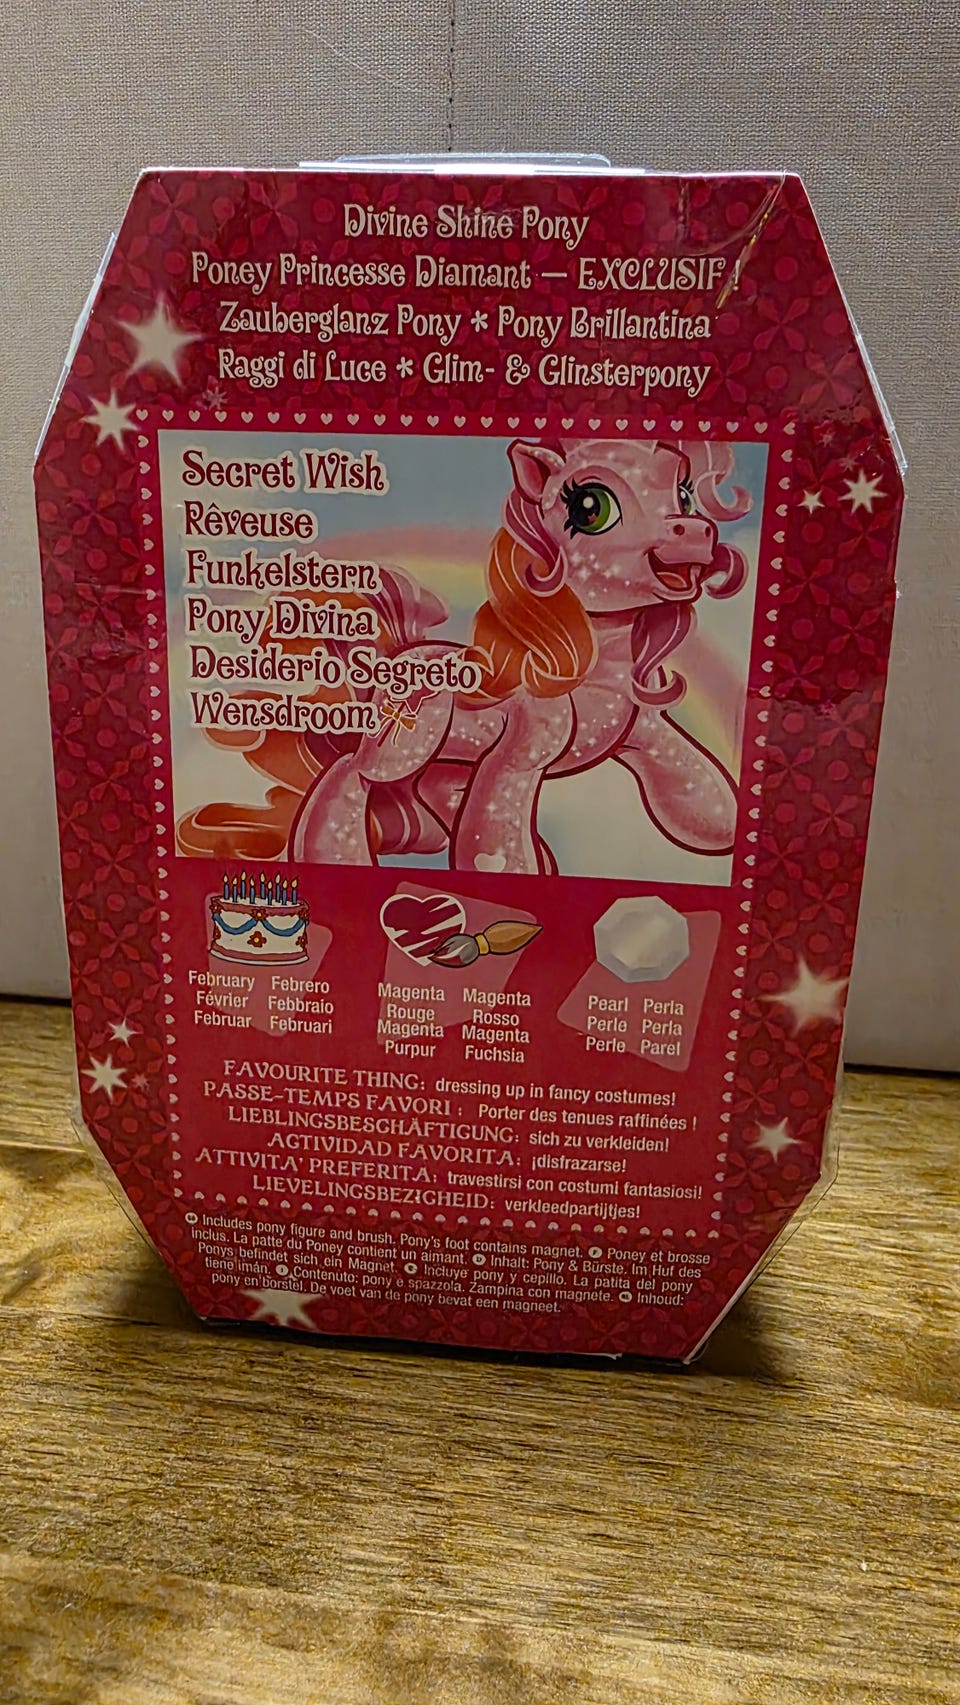 Divine Shine Pony
Poney Princesse Diamant — EXCLUSIF !
Zauberglanz Pony * Pony Brillantina
Raggi di Luce * Glim- & Glinsterpony
Secret Wish
Rêveuse
Funkelstern
Pony Divina
Desiderio Segreto
Wensdroom
February Febrero
Février Febbraio
Februar Februari
Magenta Magenta
Rouge Rosso
Magenta Magenta
Purpur Fuchsia
Pearl Perla
Perle Perla
Perle Parel
FAVOURITE THING: dressing up in fancy costumes!
PASSE-TEMPS FAVORI : Porter des tenues raffinées !
LIEBLINGSBESCHÄFTIGUNG: sich zu verkleiden!
ACTIVIDAD FAVORITA: ¡disfrazarse!
ATTIVITA' PREFERITA: travestirsi con costumi fantasiosi!
LIEVELINGSBEZIGHEID: verkleedpartijtjes!
GB Includes pony figure and brush. Pony's foot contains magnet. F Poney et brosse
inclus. La patte du Poney contient un aimant. D Inhalt: Pony & Bürste. Im Huf des
Ponys befindet sich ein Magnet. E Incluye pony y cepillo. La patita del pony
tiene imán. I Contenuto: pony e spazzola. Zampina con magnete. NL Inhoud:
pony en borstel. De voet van de pony bevat een magneet.